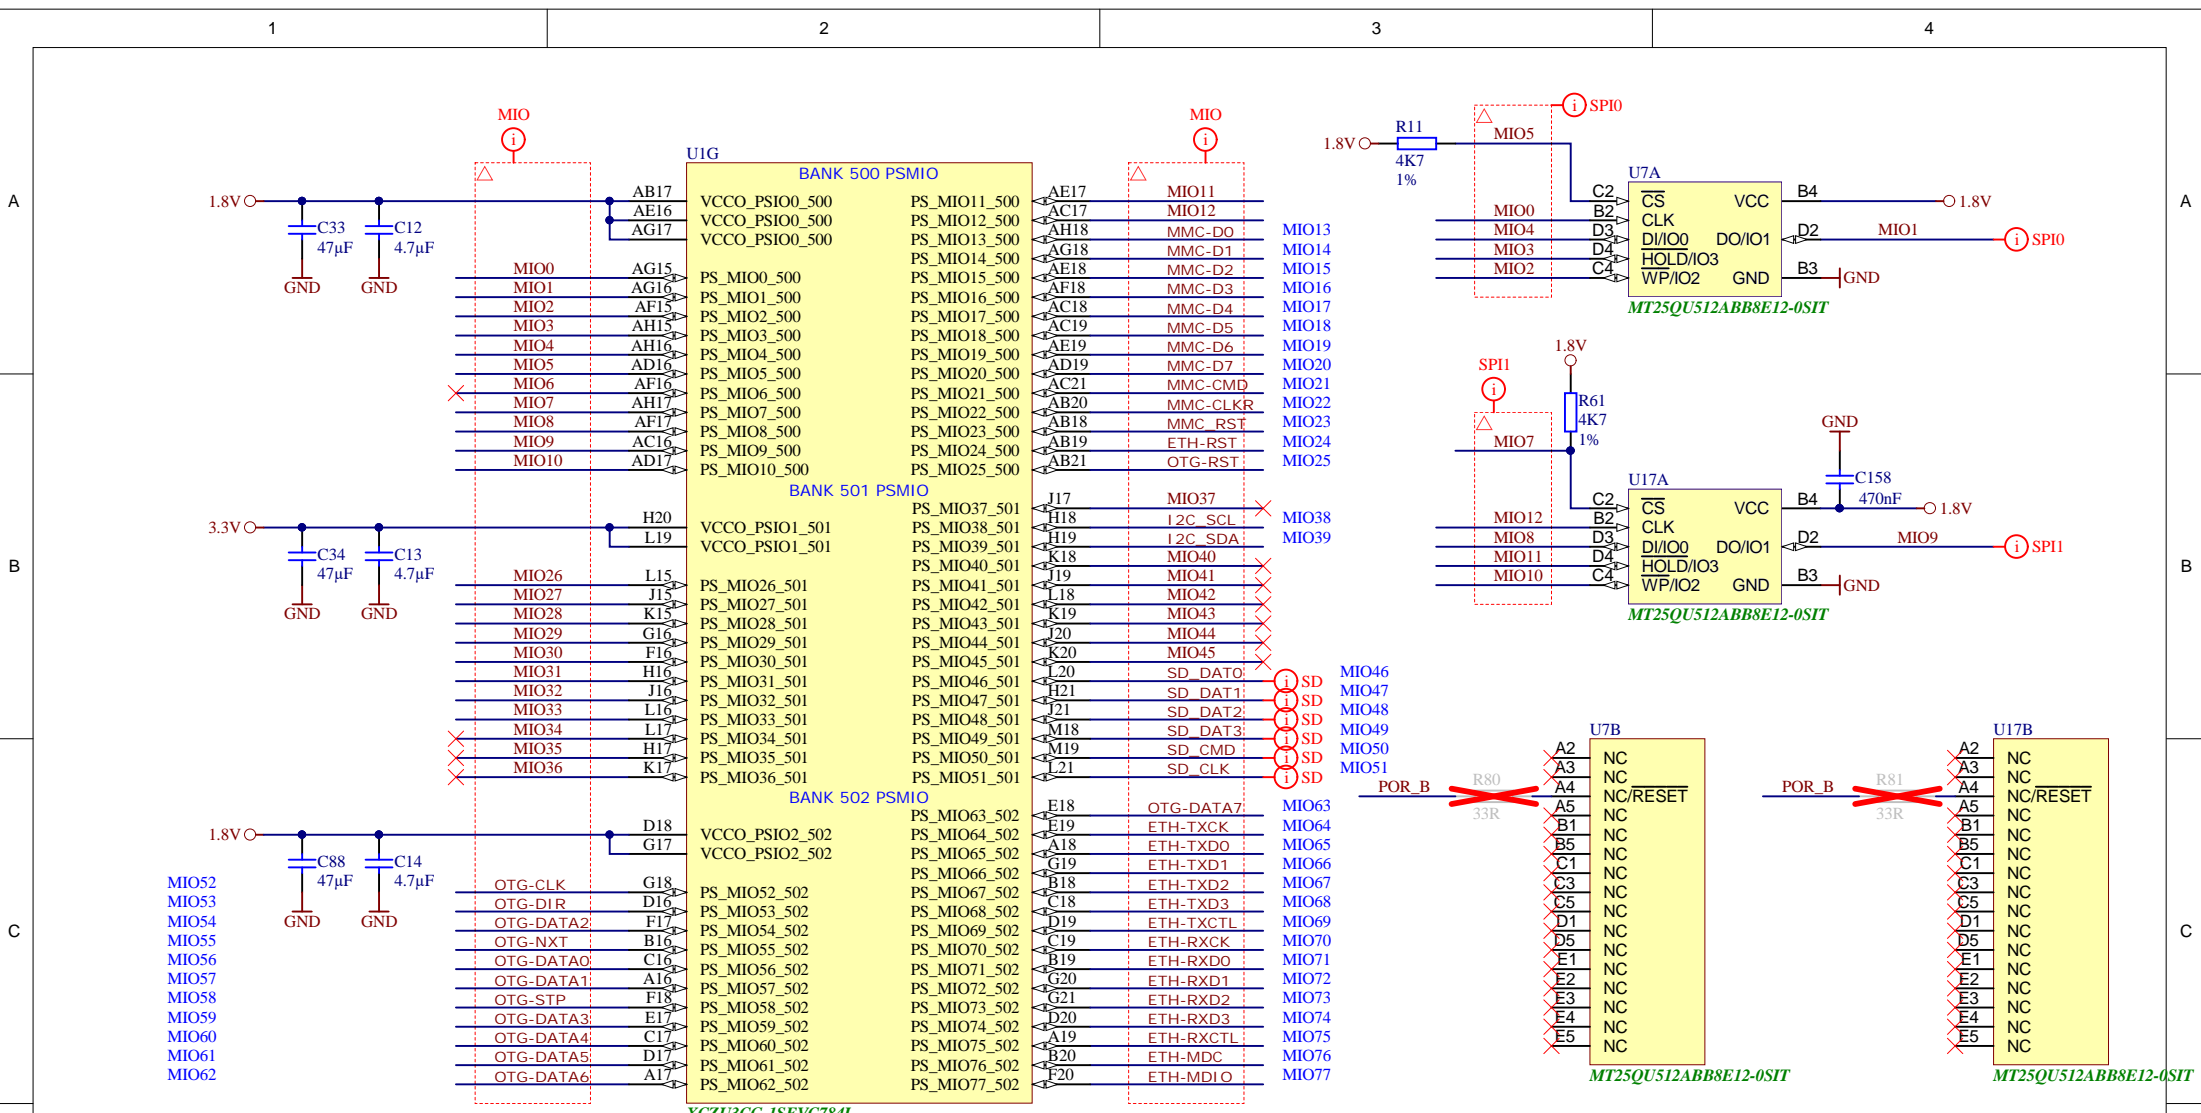 1 2 3 4
A A
B B
C C
MIO
MIO
U1G
BANK 500 PSMIO
1.8V
C33
47µF
GND
C12
4.7µF
GND
AB17 VCCO_PSIO0_500
AE16 VCCO_PSIO0_500
AG17 VCCO_PSIO0_500
MIO0 AG15 PS_MIO0_500
MIO1 AG16 PS_MIO1_500
MIO2 AF15 PS_MIO2_500
MIO3 AH15 PS_MIO3_500
MIO4 AH16 PS_MIO4_500
MIO5 AD16 PS_MIO5_500
MIO6 AF16 PS_MIO6_500
MIO7 AH17 PS_MIO7_500
MIO8 AF17 PS_MIO8_500
MIO9 AC16 PS_MIO9_500
MIO10 AD17 PS_MIO10_500
PS_MIO11_500 AE17 MIO11
PS_MIO12_500 AC17 MIO12
PS_MIO13_500 AH18 MMC-D0 MIO13
PS_MIO14_500 AG18 MMC-D1 MIO14
PS_MIO15_500 AE18 MMC-D2 MIO15
PS_MIO16_500 AF18 MMC-D3 MIO16
PS_MIO17_500 AC18 MMC-D4 MIO17
PS_MIO18_500 AC19 MMC-D5 MIO18
PS_MIO19_500 AE19 MMC-D6 MIO19
PS_MIO20_500 AD19 MMC-D7 MIO20
PS_MIO21_500 AC21 MMC-CMD MIO21
PS_MIO22_500 AB20 MMC-CLKR MIO22
PS_MIO23_500 AB18 MMC_RST MIO23
PS_MIO24_500 AB19 ETH-RST MIO24
PS_MIO25_500 AB21 OTG-RST MIO25
BANK 501 PSMIO
3.3V
C34
47µF
GND
C13
4.7µF
GND
H20 VCCO_PSIO1_501
L19 VCCO_PSIO1_501
MIO26 L15 PS_MIO26_501
MIO27 J15 PS_MIO27_501
MIO28 K15 PS_MIO28_501
MIO29 G16 PS_MIO29_501
MIO30 F16 PS_MIO30_501
MIO31 H16 PS_MIO31_501
MIO32 J16 PS_MIO32_501
MIO33 L16 PS_MIO33_501
MIO34 L17 PS_MIO34_501
MIO35 H17 PS_MIO35_501
MIO36 K17 PS_MIO36_501
PS_MIO37_501 J17 MIO37
PS_MIO38_501 H18 I2C_SCL MIO38
PS_MIO39_501 H19 I2C_SDA MIO39
PS_MIO40_501 K18 MIO40
PS_MIO41_501 J19 MIO41
PS_MIO42_501 L18 MIO42
PS_MIO43_501 K19 MIO43
PS_MIO44_501 J20 MIO44
PS_MIO45_501 K20 MIO45
PS_MIO46_501 L20 SD_DAT0 i SD MIO46
PS_MIO47_501 H21 SD_DAT1 i SD MIO47
PS_MIO48_501 J21 SD_DAT2 i SD MIO48
PS_MIO49_501 M18 SD_DAT3 i SD MIO49
PS_MIO50_501 M19 SD_CMD i SD MIO50
PS_MIO51_501 L21 SD_CLK i SD MIO51
BANK 502 PSMIO
1.8V
C88
47µF
GND
C14
4.7µF
GND
D18 VCCO_PSIO2_502
G17 VCCO_PSIO2_502
MIO52 OTG-CLK G18 PS_MIO52_502
MIO53 OTG-DIR D16 PS_MIO53_502
MIO54 OTG-DATA2 F17 PS_MIO54_502
MIO55 OTG-NXT B16 PS_MIO55_502
MIO56 OTG-DATA0 C16 PS_MIO56_502
MIO57 OTG-DATA1 A16 PS_MIO57_502
MIO58 OTG-STP F18 PS_MIO58_502
MIO59 OTG-DATA3 E17 PS_MIO59_502
MIO60 OTG-DATA4 C17 PS_MIO60_502
MIO61 OTG-DATA5 D17 PS_MIO61_502
MIO62 OTG-DATA6 A17 PS_MIO62_502
PS_MIO63_502 E18 OTG-DATA7 MIO63
PS_MIO64_502 E19 ETH-TXCK MIO64
PS_MIO65_502 A18 ETH-TXD0 MIO65
PS_MIO66_502 G19 ETH-TXD1 MIO66
PS_MIO67_502 B18 ETH-TXD2 MIO67
PS_MIO68_502 C18 ETH-TXD3 MIO68
PS_MIO69_502 D19 ETH-TXCTL MIO69
PS_MIO70_502 C19 ETH-RXCK MIO70
PS_MIO71_502 B19 ETH-RXD0 MIO71
PS_MIO72_502 G20 ETH-RXD1 MIO72
PS_MIO73_502 G21 ETH-RXD2 MIO73
PS_MIO74_502 D20 ETH-RXD3 MIO74
PS_MIO75_502 A19 ETH-RXCTL MIO75
PS_MIO76_502 B20 ETH-MDC MIO76
PS_MIO77_502 F20 ETH-MDIO MIO77
XCZU3CG-1SFVC784I
i SPI0
1.8V
R11
4K7
1%
MIO5
U7A
C2 CS VCC B4 1.8V
MIO0 B2 CLK
MIO4 D3 DI/IO0 DO/IO1 D2 MIO1 i SPI0
MIO3 D4 HOLD/IO3
MIO2 C4 WP/IO2 GND B3 GND
MT25QU512ABB8E12-0SIT
1.8V
SPI1
i
R61
4K7
1%
MIO7
GND
C158
470nF
U17A
C2 CS VCC B4 1.8V
MIO12 B2 CLK
MIO8 D3 DI/IO0 DO/IO1 D2 MIO9 i SPI1
MIO11 D4 HOLD/IO3
MIO10 C4 WP/IO2 GND B3 GND
MT25QU512ABB8E12-0SIT
U7B
POR_B
R80
33R
A2 NC
A3 NC
A4 NC/RESET
A5 NC
B1 NC
B5 NC
C1 NC
C3 NC
C5 NC
D1 NC
D5 NC
E1 NC
E2 NC
E3 NC
E4 NC
E5 NC
MT25QU512ABB8E12-0SIT
U17B
POR_B
R81
33R
A2 NC
A3 NC
A4 NC/RESET
A5 NC
B1 NC
B5 NC
C1 NC
C3 NC
C5 NC
D1 NC
D5 NC
E1 NC
E2 NC
E3 NC
E4 NC
E5 NC
MT25QU512ABB8E12-0SIT